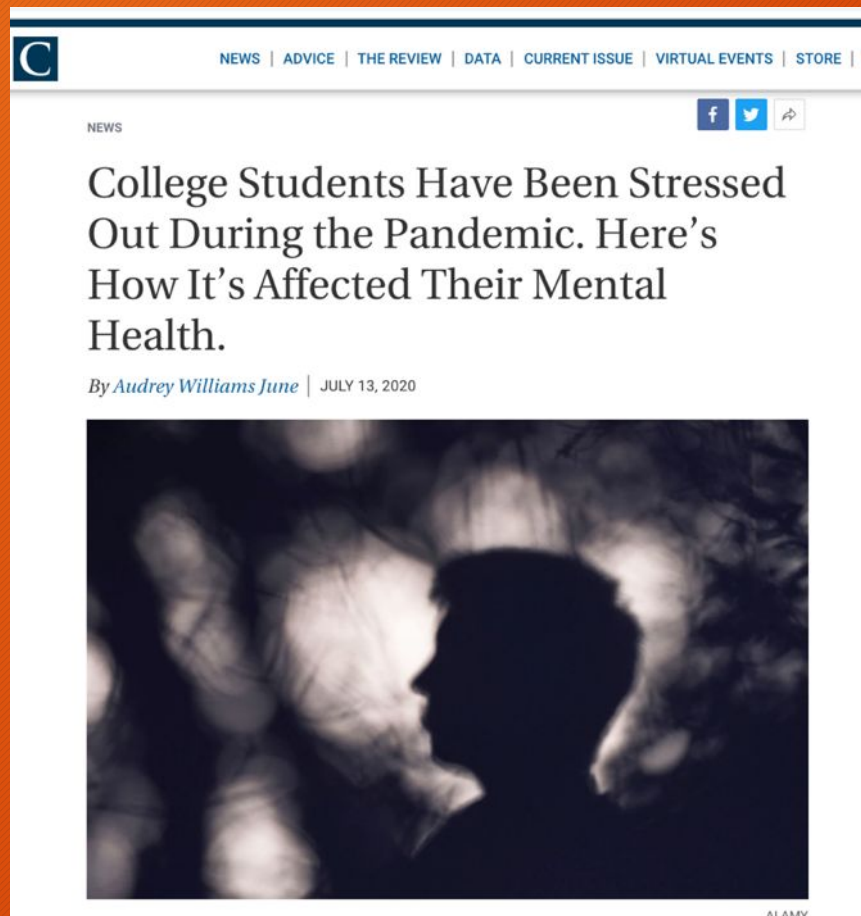 C
NEWS | ADVICE | THE REVIEW | DATA | CURRENT ISSUE | VIRTUAL EVENTS | STORE |
NEWS
f
College Students Have Been Stressed
Out During the Pandemic. Here’s
How It’s Affected Their Mental
Health.
By Audrey Williams June | JULY 13, 2020
ALAMY